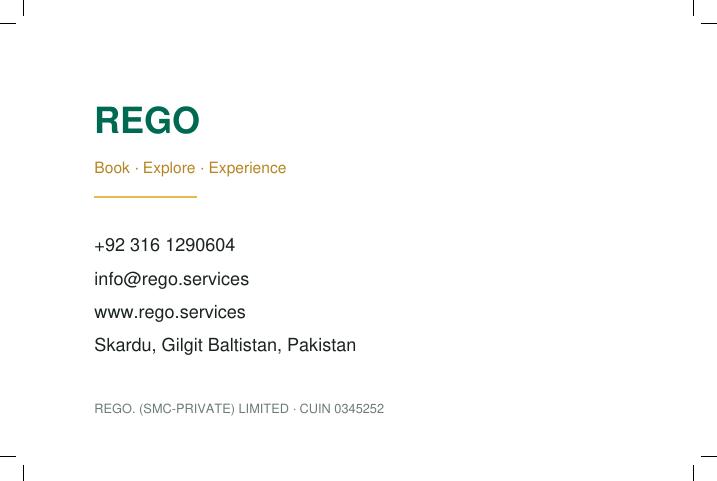 REGO
Book · Explore · Experience
+92 316 1290604
info@rego.services
www.rego.services
Skardu, Gilgit Baltistan, Pakistan
REGO. (SMC-PRIVATE) LIMITED · CUIN 0345252